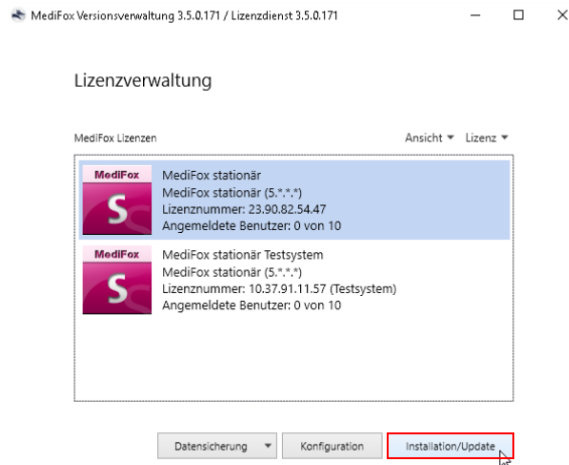 MediFox Versionsverwaltung 3.5.0.171 / Lizenzdienst 3.5.0.171
Lizenzverwaltung
MediFox Lizenzen
Ansicht
Lizenz
MediFox
S
MediFox stationär
MediFox stationär (5.*.*.*)
Lizenznummer: 23.90.82.54.47
Angemeldete Benutzer: 0 von 10
MediFox
S
MediFox stationär Testsystem
MediFox stationär (5.*.*.*)
Lizenznummer: 10.37.91.11.57 (Testsystem)
Angemeldete Benutzer: 0 von 10
Datensicherung
Konfiguration
Installation/Update